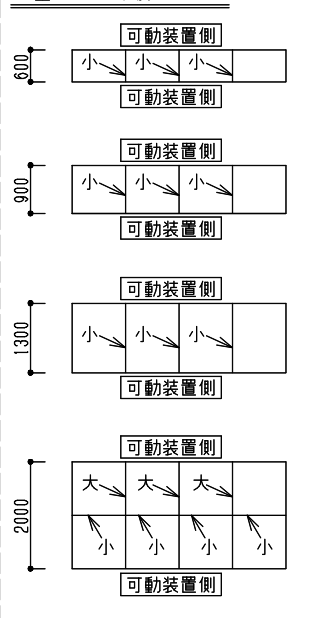 可動装置側
600
小 小 小
可動装置側
可動装置側
900
小 小 小
可動装置側
可動装置側
1300
小 小 小
可動装置側
可動装置側
2000
大 大 大
小 小 小 小
可動装置側